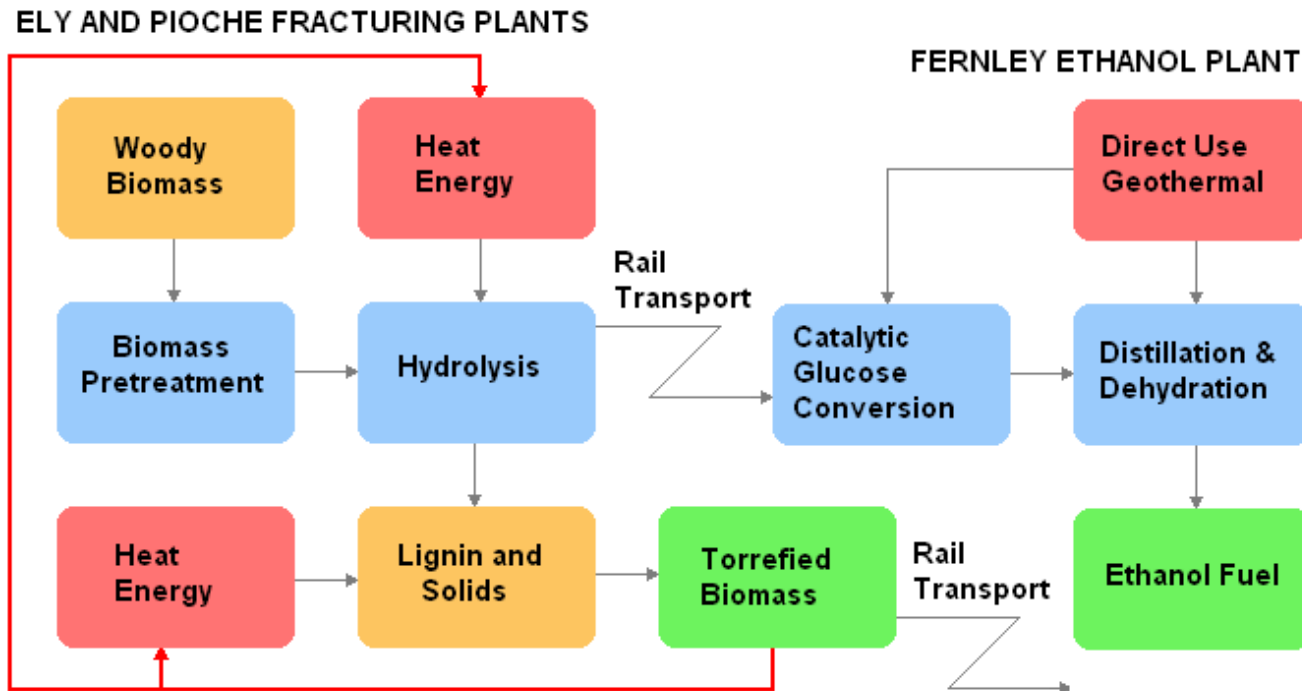 ELY AND PIOCHE FRACTURING PLANTS
FERNLEY ETHANOL PLANT
Woody
Biomass
Heat
Energy
Direct Use
Geothermal
Rail
Transport
Biomass
Pretreatment
Hydrolysis
Catalytic
Glucose
Conversion
Distillation &
Dehydration
Heat
Energy
Lignin and
Solids
Torrefied
Biomass
Rail
Transport
Ethanol Fuel